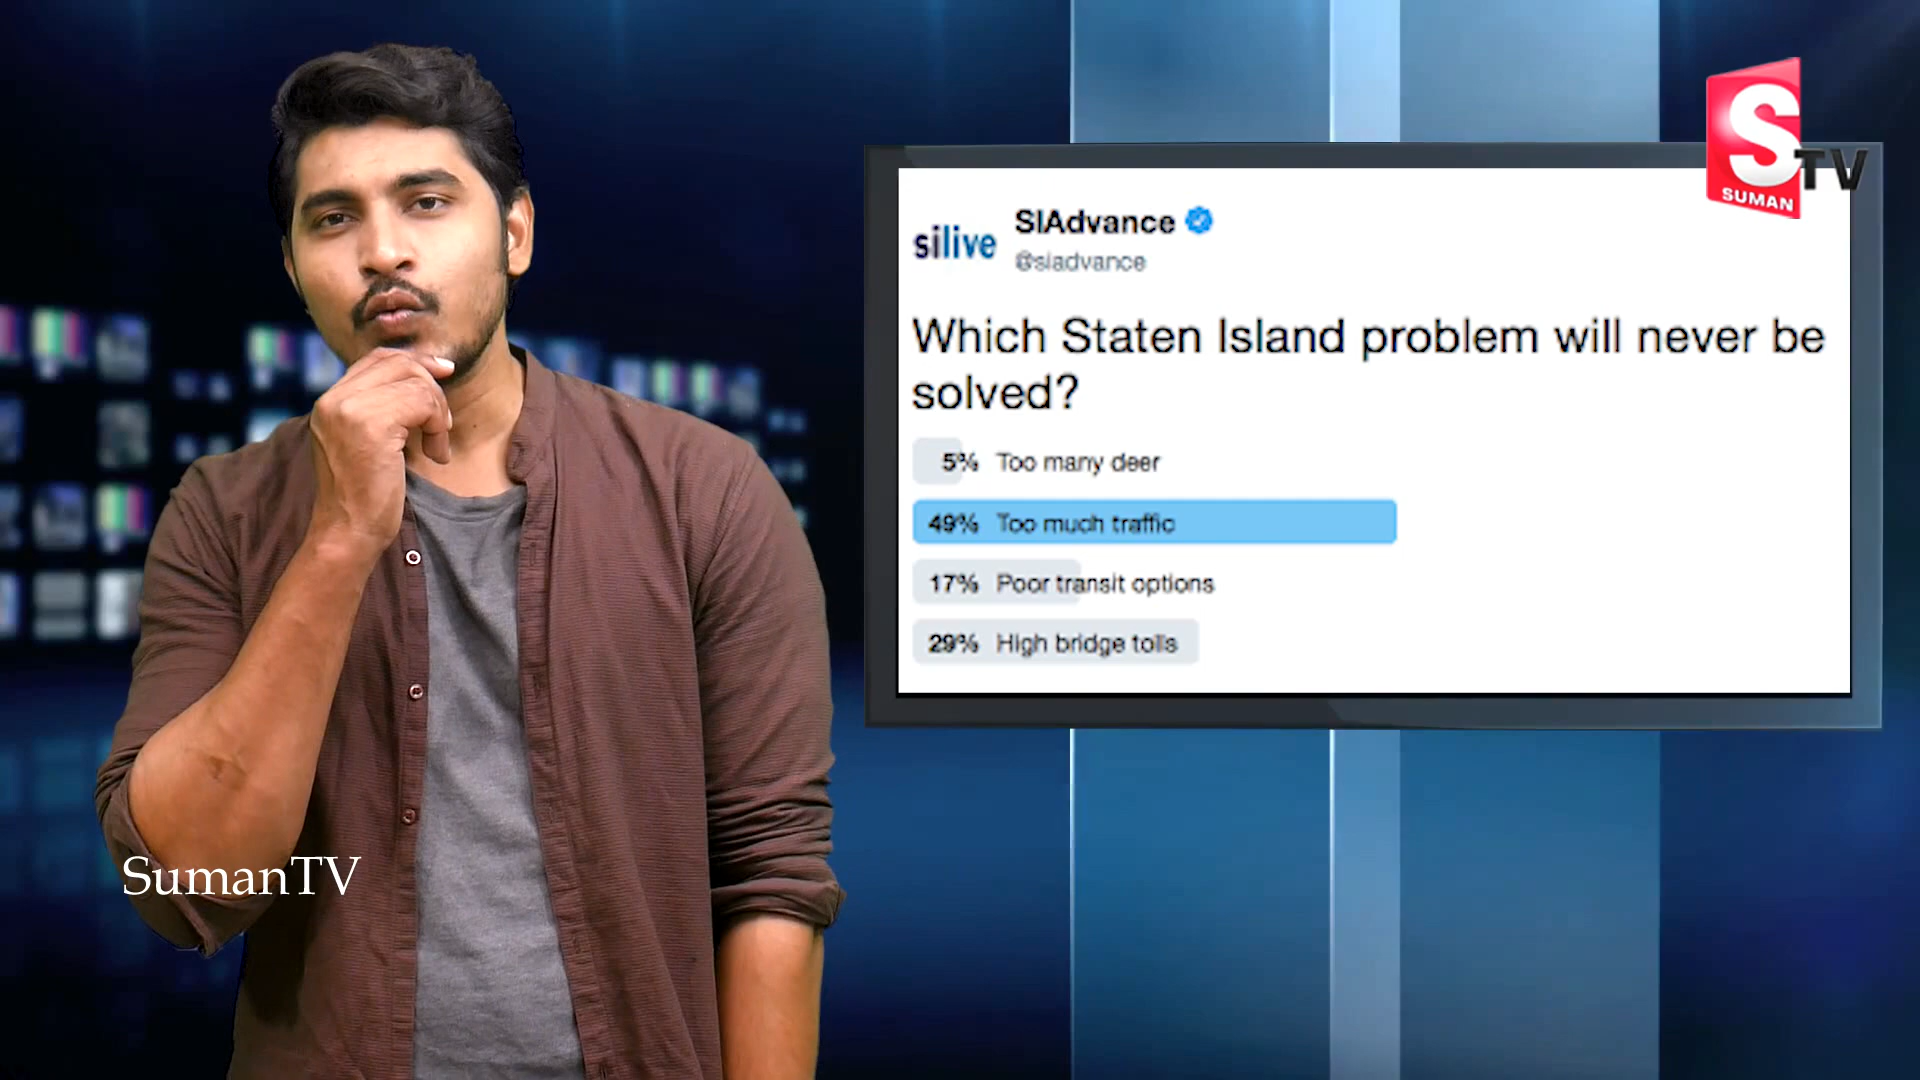 S
TV
SUMAN
silive
SIAdvance
@siadvance
Which Staten Island problem will never be
solved?
5% Too many deer
49% Too much traffic
17% Poor transit options
29% High bridge tolls
SumanTV